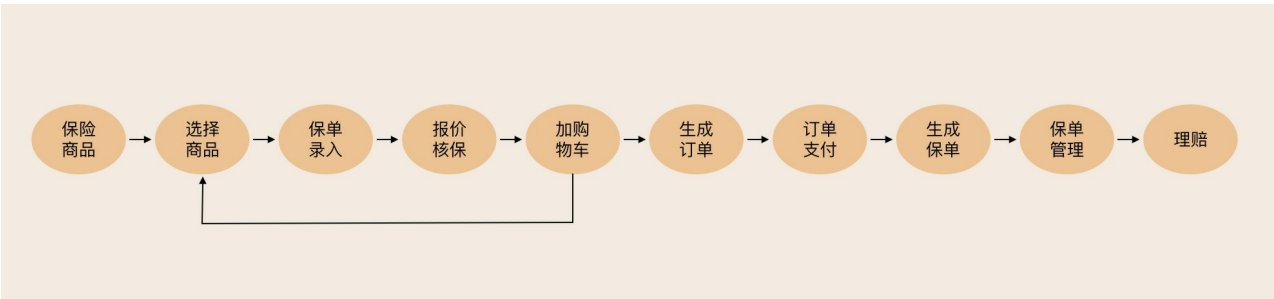 保险
商品
选择
商品
保单
录入
报价
核保
加购
物车
生成
订单
订单
支付
生成
保单
保单
管理
理赔